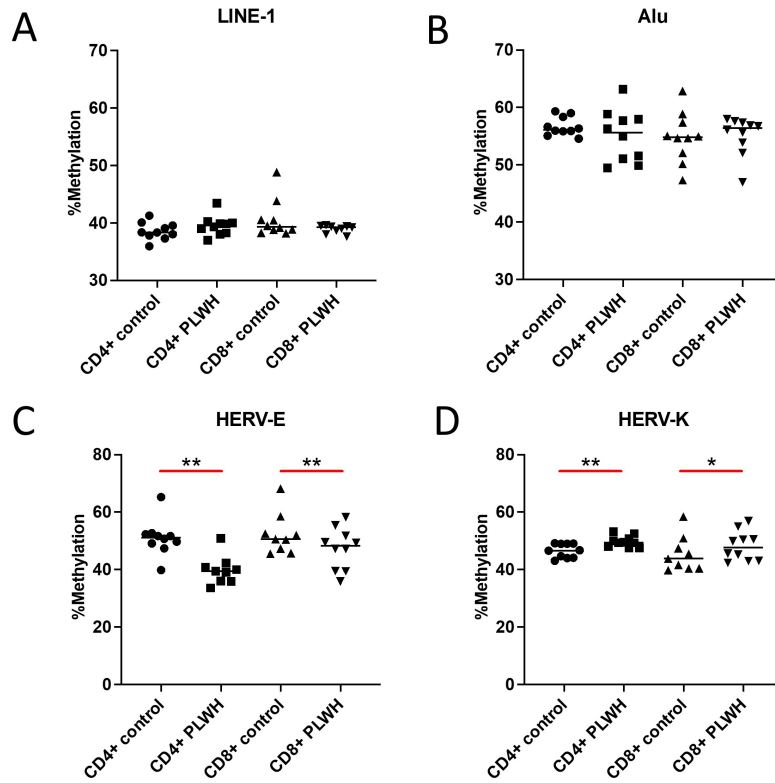 A
LINE-1
%Methylation
70
60
50
40
30
CD4+ control
CD4+ PLWH
CD8+ control
CD8+ PLWH
B
Alu
%Methylation
70
60
50
40
30
CD4+ control
CD4+ PLWH
CD8+ control
CD8+ PLWH
C
HERV-E
%Methylation
80
60
40
20
0
**
**
CD4+ control
CD4+ PLWH
CD8+ control
CD8+ PLWH
D
HERV-K
%Methylation
80
60
40
20
0
**
*
CD4+ control
CD4+ PLWH
CD8+ control
CD8+ PLWH